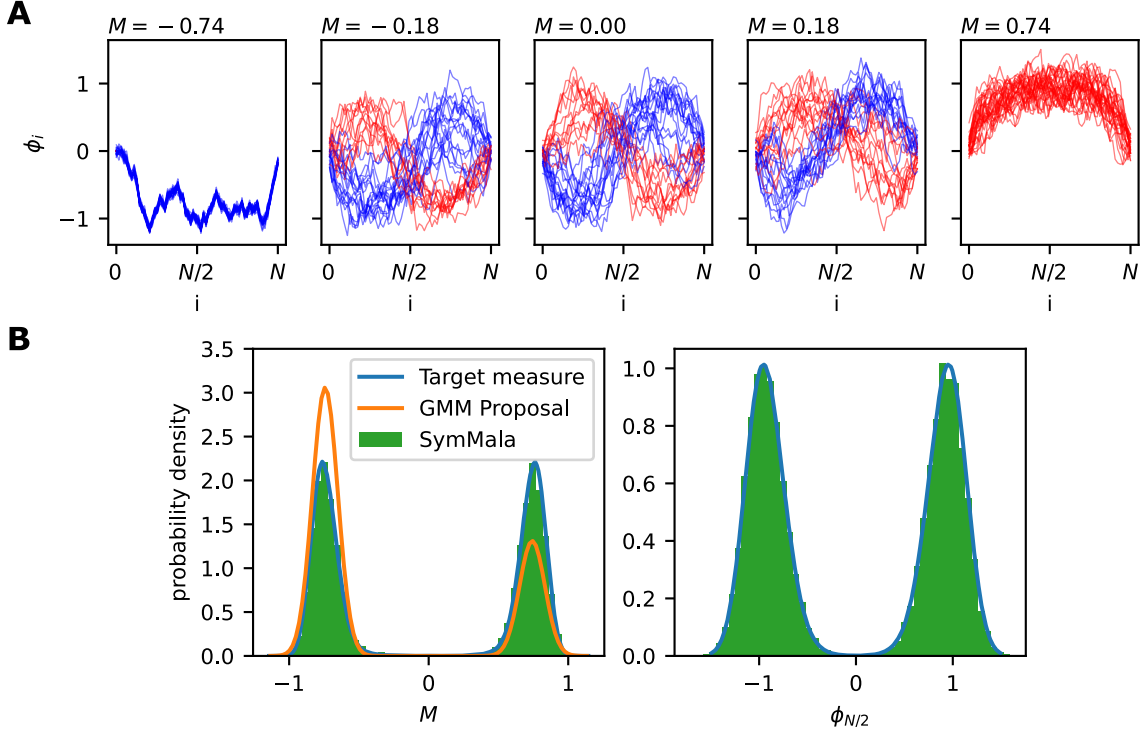 A
M = −0.74
M = −0.18
M = 0.00
M = 0.18
M = 0.74
ϕi
1
0
−1
0 N/2 N
0 N/2 N
0 N/2 N
0 N/2 N
0 N/2 N
i
i
i
i
i
B
probability density
3.5
3.0
2.5
2.0
1.5
1.0
0.5
0.0
Target measure
GMM Proposal
SymMala
−1 0 1
M
1.0
0.8
0.6
0.4
0.2
0.0
−1 0 1
ϕN/2